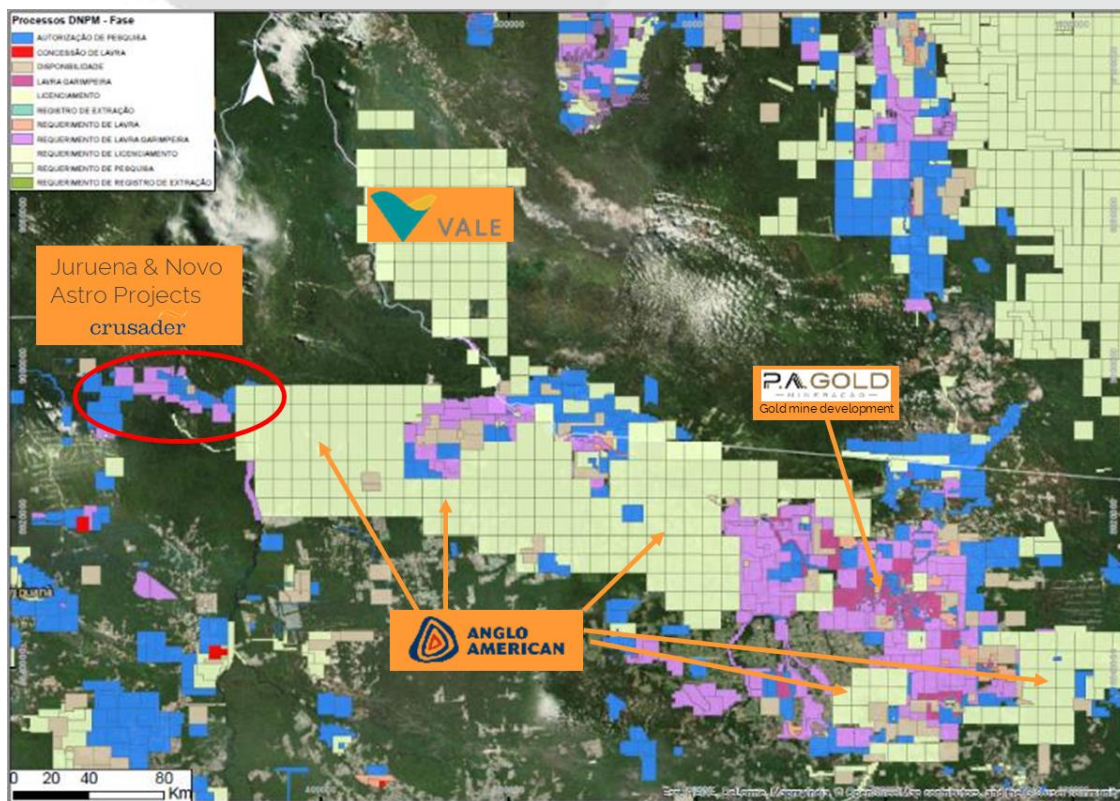 Processos DNPM - Fase
AUTORIZAÇÃO DE PESQUISA
CONCESSÃO DE LAVRA
DISPONIBILIDADE
LAVRA GARIMPEIRA
LICENCIAMENTO
REGISTRO DE EXTRAÇÃO
REQUERIMENTO DE LAVRA
REQUERIMENTO DE LAVRA GARIMPEIRA
REQUERIMENTO DE LICENCIAMENTO
REQUERIMENTO DE PESQUISA
REQUERIMENTO DE REGISTRO DE EXTRAÇÃO
VALE
Juruena & Novo
Astro Projects
crusader
P.A.GOLD
MINERAÇÃO
Gold mine development
ANGLO
AMERICAN
0 20 40 80
Km